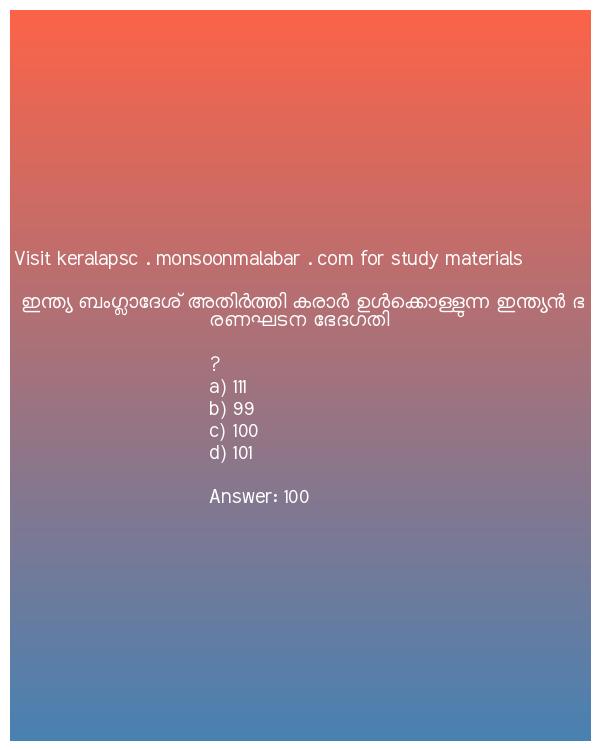 Visit keralapsc . monsoonmalabar . com for study materials
ഇന്ത്യ ബംഗ്ലാദേശ് അതിർത്തി കരാർ ഉൾക്കൊള്ളുന്ന ഇന്ത്യൻ ഭ
രണഘടന ഭേദഗതി
?
a) 111
b) 99
c) 100
d) 101
Answer: 100